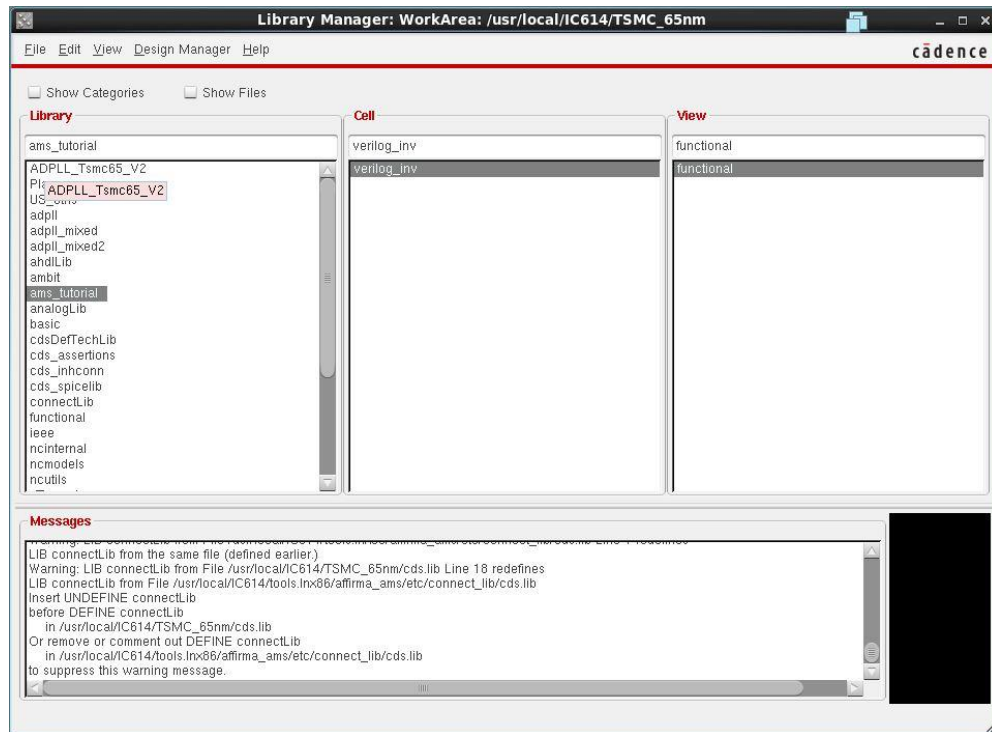 Library Manager: WorkArea: /usr/local/IC614/TSMC_65nm
File Edit View Design Manager Help
cādence
Show Categories Show Files
Library
ams_tutorial
ADPLL_Tsmc65_V2
ADPLL_Tsmc65_V2
adpll
adpll_mixed
adpll_mixed2
ahdlLib
ambit
ams_tutorial
analogLib
basic
cdsDefTechLib
cds_assertions
cds_inhconn
cds_spicelib
connectLib
functional
ieee
ncinternal
ncmodels
ncutils
Cell
verilog_inv
verilog_inv
View
functional
functional
Messages
LIB connectLib from the same file (defined earlier.)
Warning: LIB connectLib from File /usr/local/IC614/TSMC_65nm/cds.lib Line 18 redefines
LIB connectLib from File /usr/local/IC614/tools.lnx86/affirma_ams/etc/connect_lib/cds.lib
Insert UNDEFINE connectLib
before DEFINE connectLib
in /usr/local/IC614/TSMC_65nm/cds.lib
Or remove or comment out DEFINE connectLib
in /usr/local/IC614/tools.lnx86/affirma_ams/etc/connect_lib/cds.lib
to suppress this warning message.